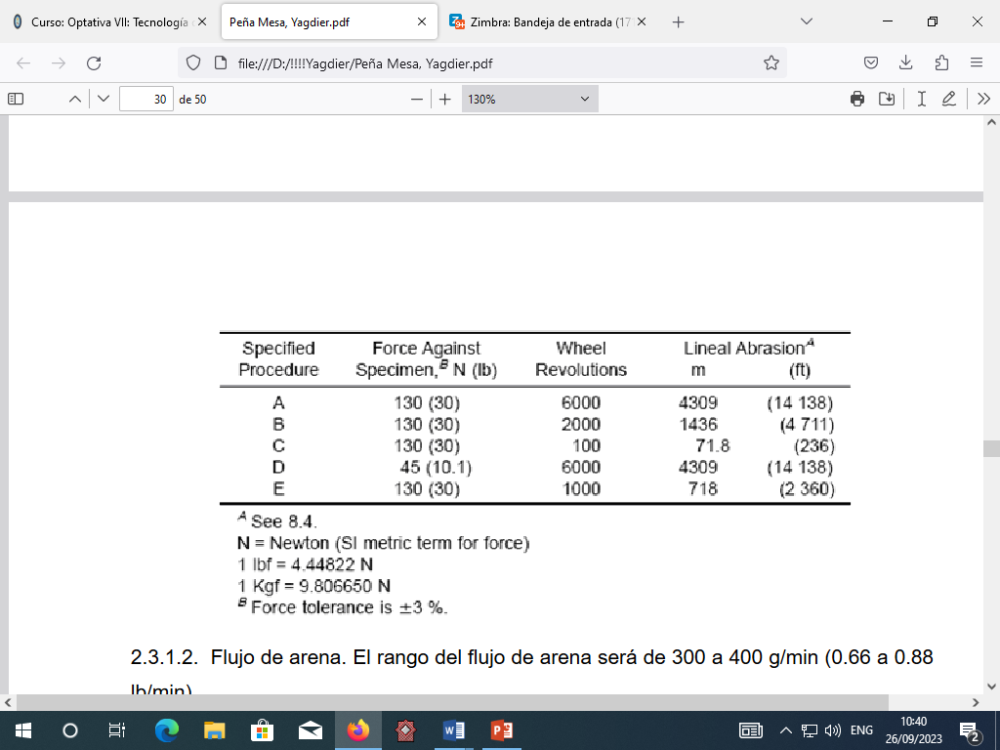 Curso: Optativa VII: Tecnología
Peña Mesa, Yagdier.pdf
Zimbra: Bandeja de entrada (17
file:///D:/!!!!Yagdier/Peña Mesa, Yagdier.pdf
30 de 50
130%
Specified Force Against Wheel Lineal Abrasion A
Procedure Specimen, B N (lb) Revolutions m (ft)
A 130 (30) 6000 4309 (14 138)
B 130 (30) 2000 1436 (4 711)
C 130 (30) 100 71.8 (236)
D 45 (10.1) 6000 4309 (14 138)
E 130 (30) 1000 718 (2 360)
A See 8.4.
N = Newton (SI metric term for force)
1 lbf = 4.44822 N
1 Kgf = 9.806650 N
B Force tolerance is ±3 %.
2.3.1.2. Flujo de arena. El rango del flujo de arena será de 300 a 400 g/min (0.66 a 0.88
lb/min)
ENG
10:40
26/09/2023
2